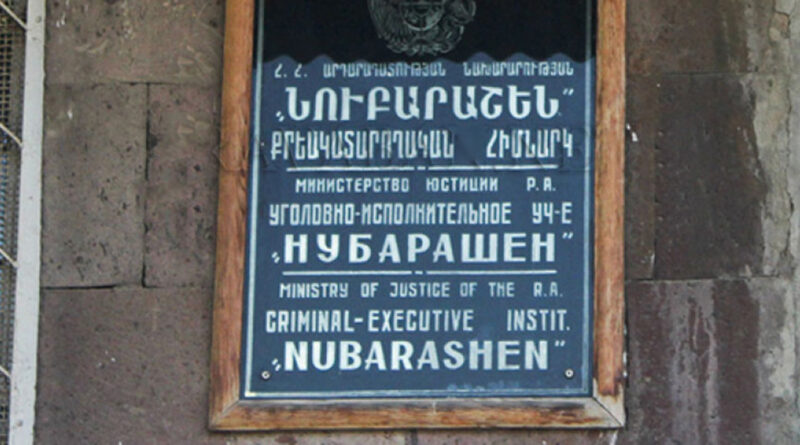 Հ. Հ. ԱՐԴԱՐԱԴԱՏՈՒԹՅԱՆ ՆԱԽԱՐԱՐՈՒԹՅԱՆ
„ՆՈՒԲԱՐԱՇԵՆ”
ՔՐԵԱԿԱՏԱՐՈՂԱԿԱՆ ՀԻՄՆԱՐԿ
МИНИСТЕРСТВО ЮСТИЦИИ Р.А.
УГОЛОВНО-ИСПОЛНИТЕЛЬНОЕ УЧ-Е
„НУБАРАШЕН”
MINISTRY OF JUSTICE OF THE R.A.
CRIMINAL-EXECUTIVE INSTIT.
„NUBARASHEN”